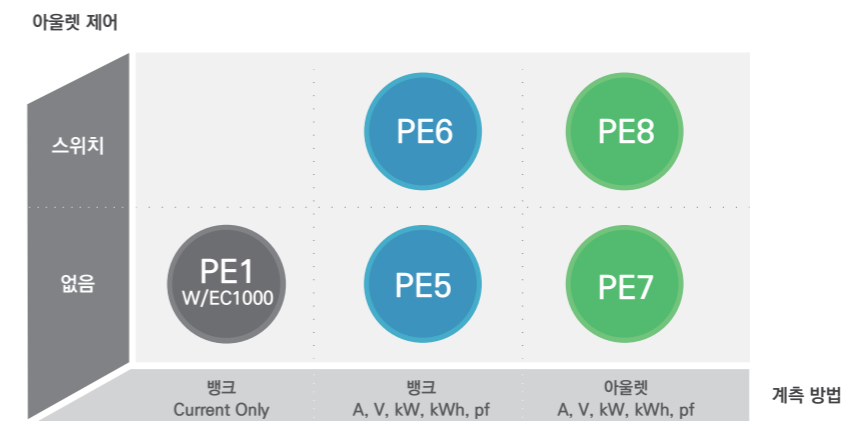 아울렛 제어
스위치
PE6
PE8
없음
PE1
W/EC1000
PE5
PE7
뱅크
Current Only
뱅크
A, V, kW, kWh, pf
아울렛
A, V, kW, kWh, pf
계측 방법